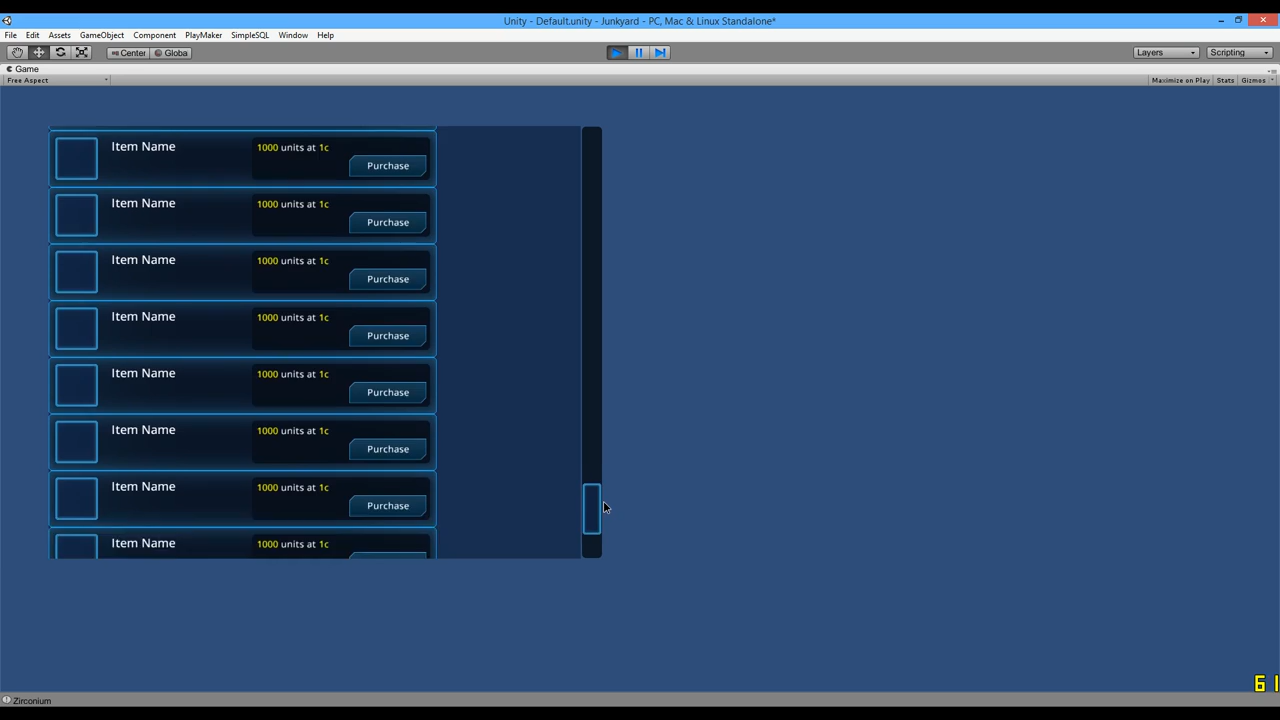 Unity - Default.unity - Junkyard - PC, Mac & Linux Standalone*
File Edit Assets GameObject Component PlayMaker SimpleSQL Window Help
Center Globa Layers Scripting
Game
Free Aspect Maximize on Play Stats Gizmos
Item Name 1000 units at 1c
Purchase
Item Name 1000 units at 1c
Purchase
Item Name 1000 units at 1c
Purchase
Item Name 1000 units at 1c
Purchase
Item Name 1000 units at 1c
Purchase
Item Name 1000 units at 1c
Purchase
Item Name 1000 units at 1c
Purchase
Item Name 1000 units at 1c
61
Zirconium